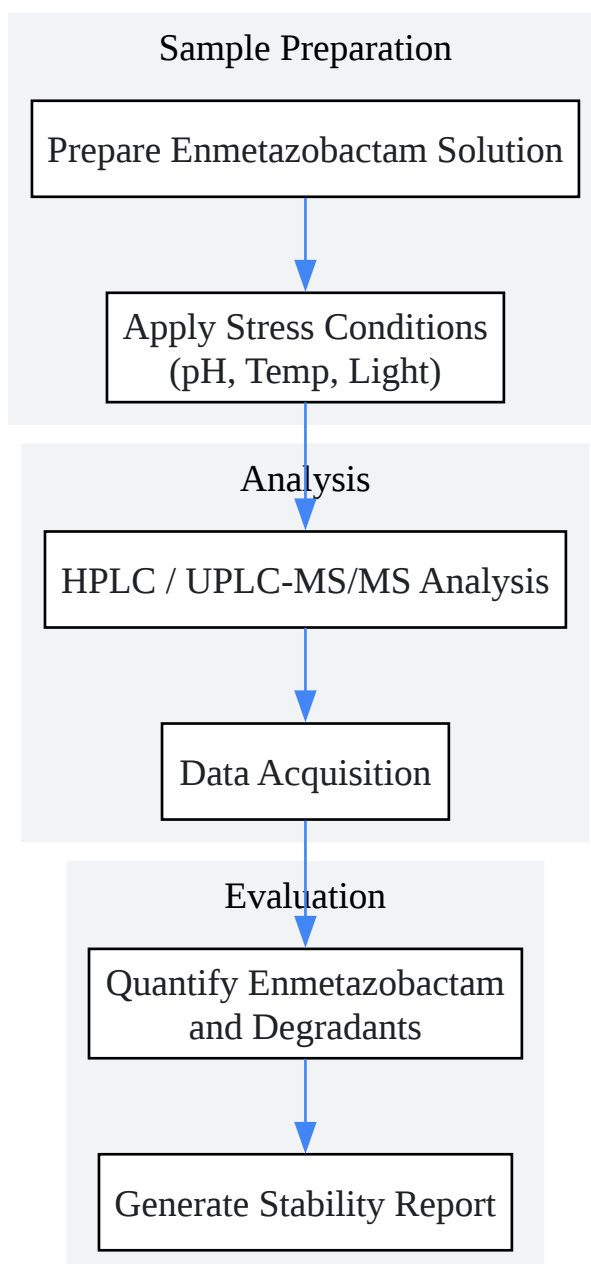 Sample Preparation
Prepare Enmetazobactam Solution
Apply Stress Conditions
(pH, Temp, Light)
Analysis
HPLC / UPLC-MS/MS Analysis
Data Acquisition
Evaluation
Quantify Enmetazobactam
and Degradants
Generate Stability Report